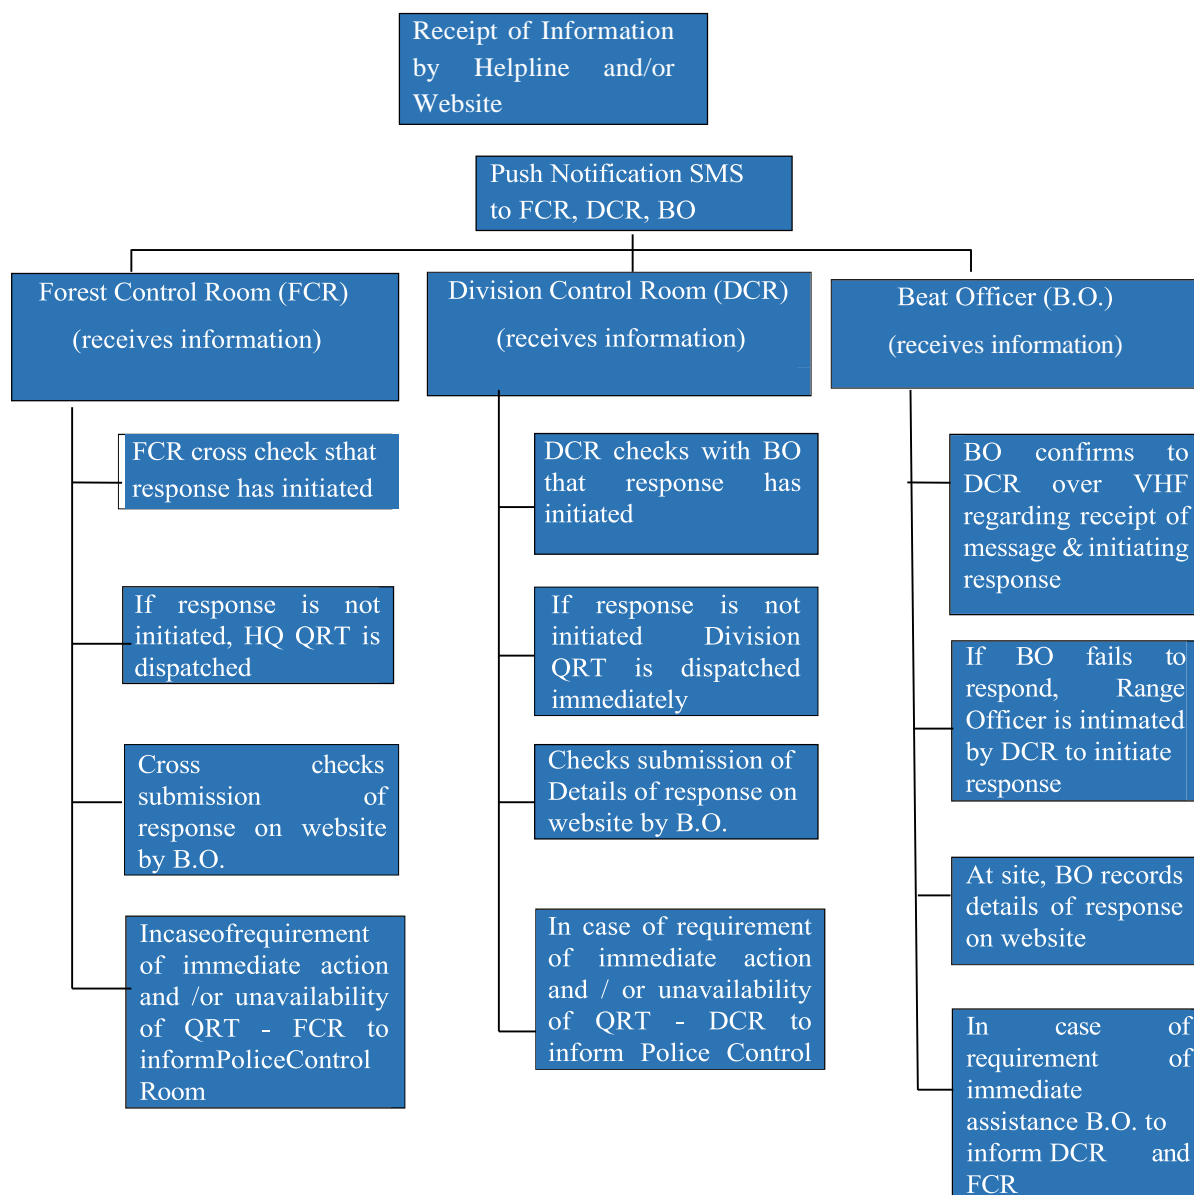 Receipt of Information
by Helpline and/or
Website
Push Notification SMS
to FCR, DCR, BO
Forest Control Room (FCR)
(receives information)
Division Control Room (DCR)
(receives information)
Beat Officer (B.O.)
(receives information)
FCR cross check sthat
response has initiated
If response is not
initiated, HQ QRT is
dispatched
Cross checks
submission of
response on website
by B.O.
Incaseofrequirement
of immediate action
and /or unavailability
of QRT - FCR to
informPoliceControl
Room
DCR checks with BO
that response has
initiated
If response is not
initiated Division
QRT is dispatched
immediately
Checks submission of
Details of response on
website by B.O.
In case of requirement
of immediate action
and / or unavailability
of QRT - DCR to
inform Police Control
BO confirms to
DCR over VHF
regarding receipt of
message & initiating
response
If BO fails to
respond, Range
Officer is intimated
by DCR to initiate
response
At site, BO records
details of response
on website
In case of
requirement of
immediate
assistance B.O. to
inform DCR and
FCR